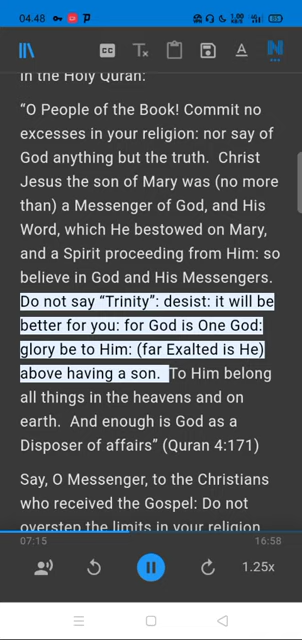 04.48
1,00
KB/s
4G
51
CC
A
in the Holy Quran:
“O People of the Book! Commit no
excesses in your religion: nor say of
God anything but the truth.  Christ
Jesus the son of Mary was (no more
than) a Messenger of God, and His
Word, which He bestowed on Mary,
and a Spirit proceeding from Him: so
believe in God and His Messengers.
Do not say “Trinity”: desist: it will be
better for you: for God is One God:
glory be to Him: (far Exalted is He)
above having a son.  To Him belong
all things in the heavens and on
earth.  And enough is God as a
Disposer of affairs” (Quran 4:171)
Say, O Messenger, to the Christians
who received the Gospel: Do not
overstep the limits in your religion
07:15
16:58
1.25x